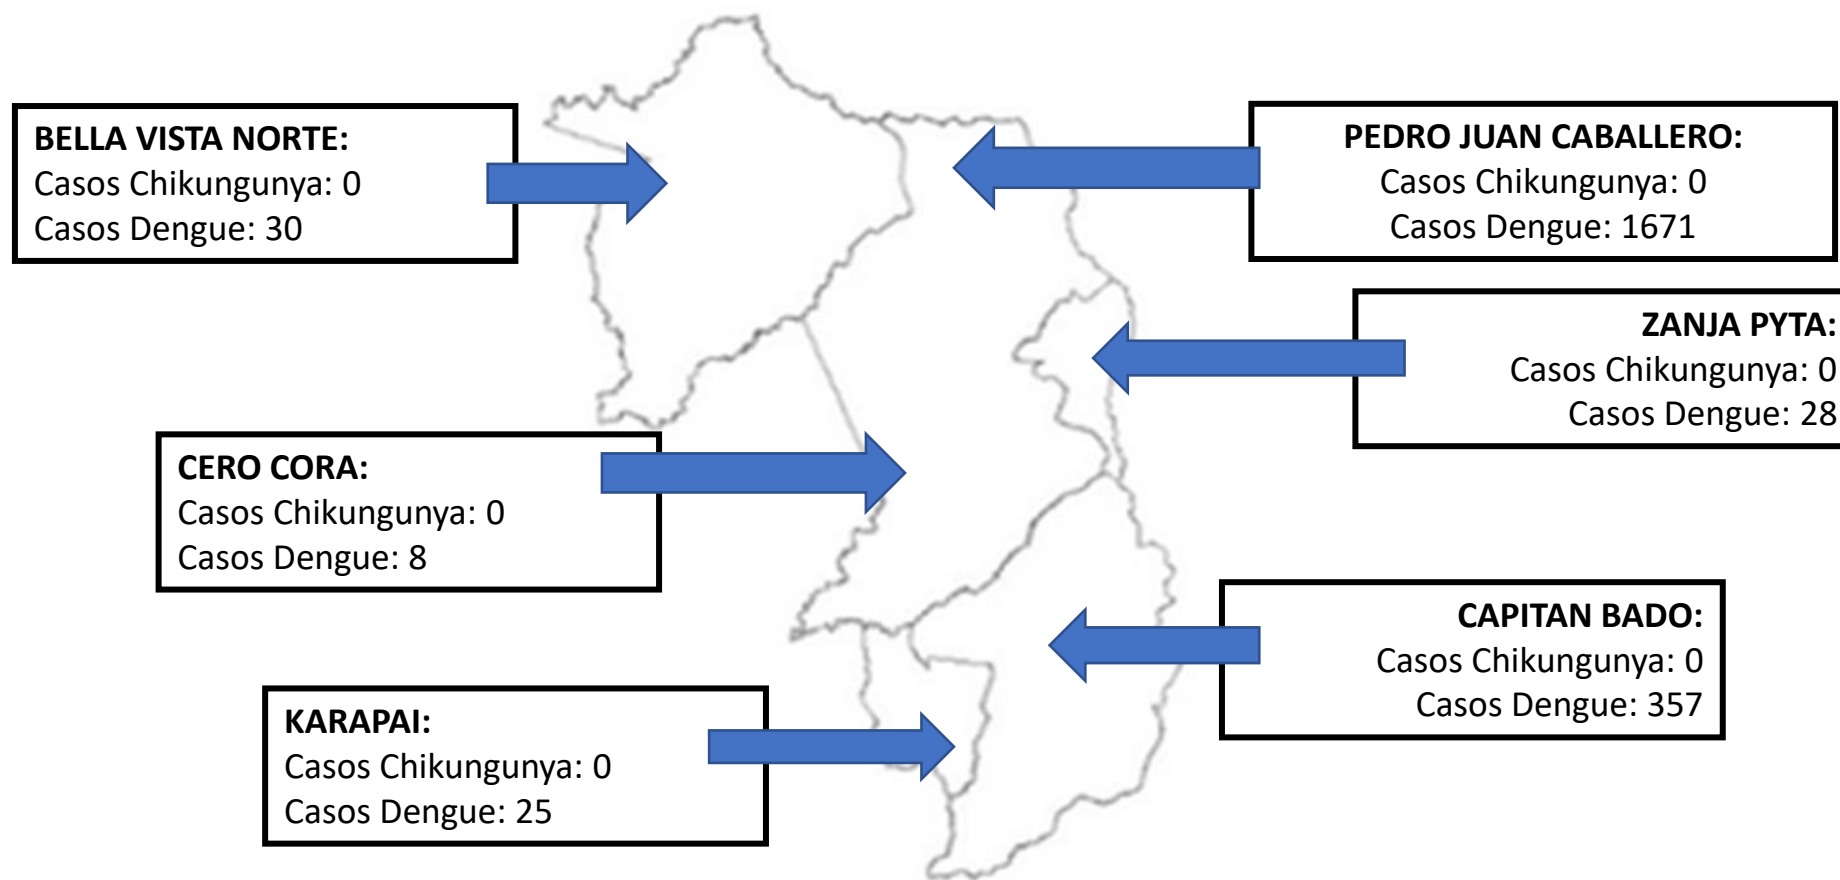 BELLA VISTA NORTE:
Casos Chikungunya: 0
Casos Dengue: 30
PEDRO JUAN CABALLERO:
Casos Chikungunya: 0
Casos Dengue: 1671
ZANJA PYTA:
Casos Chikungunya: 0
Casos Dengue: 28
CERO CORA:
Casos Chikungunya: 0
Casos Dengue: 8
CAPITAN BADO:
Casos Chikungunya: 0
Casos Dengue: 357
KARAPAI:
Casos Chikungunya: 0
Casos Dengue: 25